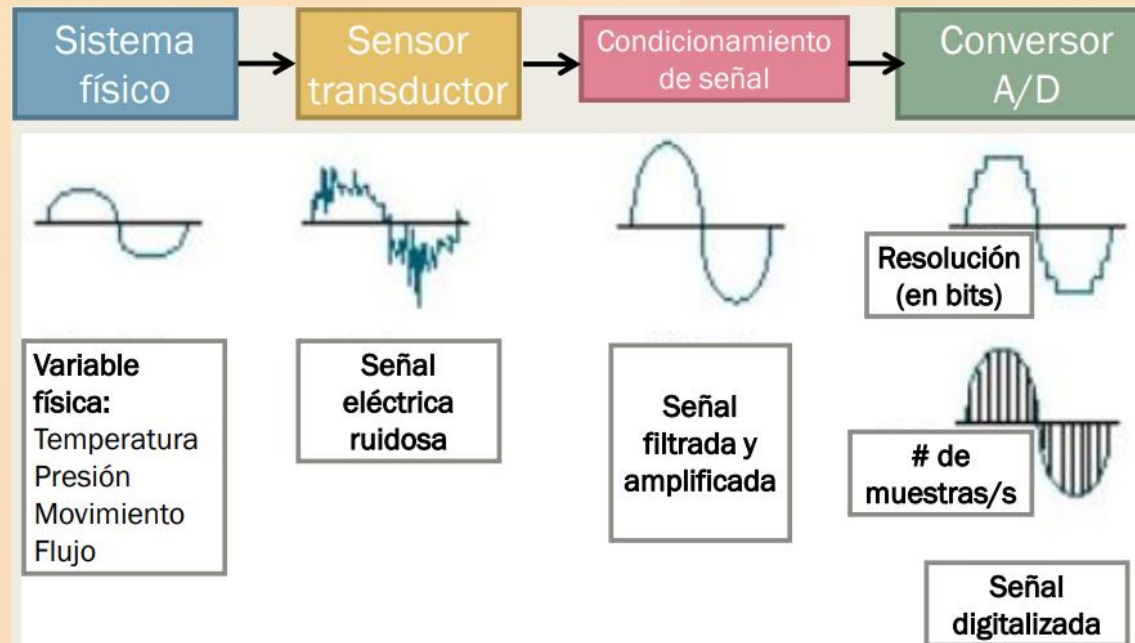 Sistema
físico
Sensor
transductor
Condicionamiento
de señal
Conversor
A/D
Variable
física:
Temperatura
Presión
Movimiento
Flujo
Señal
eléctrica
ruidosa
Señal
filtrada y
amplificada
Resolución
(en bits)
# de
muestras/s
Señal
digitalizada